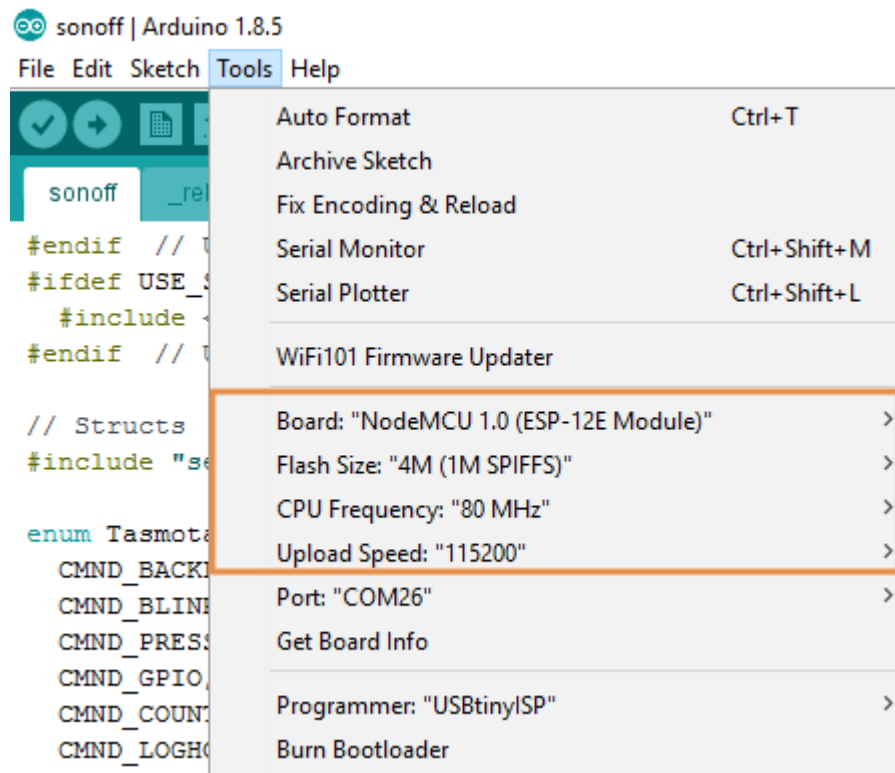 sonoff | Arduino 1.8.5
File Edit Sketch Tools Help
Auto Format Ctrl+T
Archive Sketch
sonoff
Fix Encoding & Reload
Serial Monitor Ctrl+Shift+M
Serial Plotter Ctrl+Shift+L
WiFi101 Firmware Updater
Board: "NodeMCU 1.0 (ESP-12E Module)"
Flash Size: "4M (1M SPIFFS)"
CPU Frequency: "80 MHz"
Upload Speed: "115200"
Port: "COM26"
Get Board Info
Programmer: "USBtinyISP"
Burn Bootloader
#endif //
#ifdef
#include
#endif //
// Structs
#include
enum